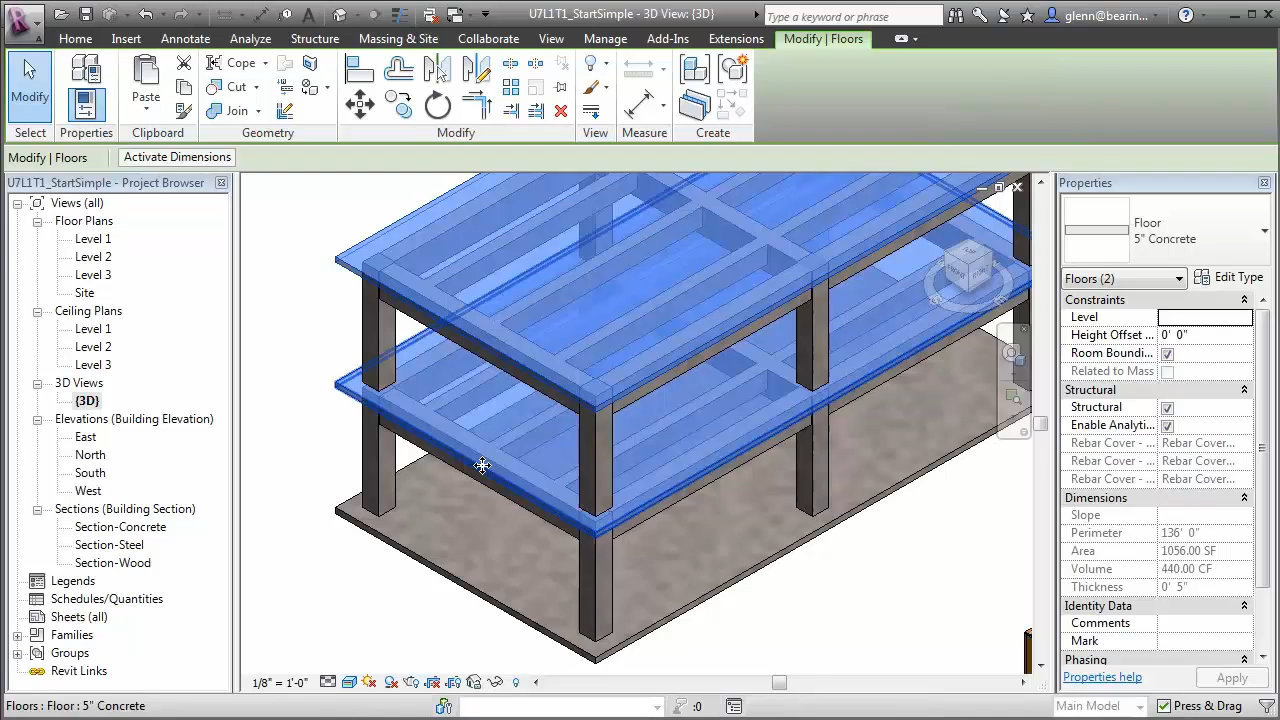 U7L1T1_StartSimple - 3D View: {3D}
Type a keyword or phrase
glenn@bearin...
Home Insert Annotate Analyze Structure Massing & Site Collaborate View Manage Add-Ins Extensions Modify | Floors
Modify
Paste
Cope
Cut
Join
Select Properties Clipboard Geometry Modify View Measure Create
Modify | Floors
Activate Dimensions
U7L1T1_StartSimple - Project Browser
Views (all)
Floor Plans
Level 1
Level 2
Level 3
Site
Ceiling Plans
Level 1
Level 2
Level 3
3D Views
{3D}
Elevations (Building Elevation)
East
North
South
West
Sections (Building Section)
Section-Concrete
Section-Steel
Section-Wood
Legends
Schedules/Quantities
Sheets (all)
Families
Groups
Revit Links
1/8" = 1'-0"
Properties
Floor
5" Concrete
Floors (2)
Edit Type
Constraints
Level
Height Offset ... 0' 0"
Room Boundi...
Related to Mass
Structural
Structural
Enable Analyti...
Rebar Cover - ... Rebar Cover...
Rebar Cover - ... Rebar Cover...
Rebar Cover - ... Rebar Cover...
Dimensions
Slope
Perimeter 136' 0"
Area 1056.00 SF
Volume 440.00 CF
Thickness 0' 5"
Identity Data
Comments
Mark
Phasing
Properties help
Apply
Floors : Floor : 5" Concrete
:0
Main Model
Press & Drag